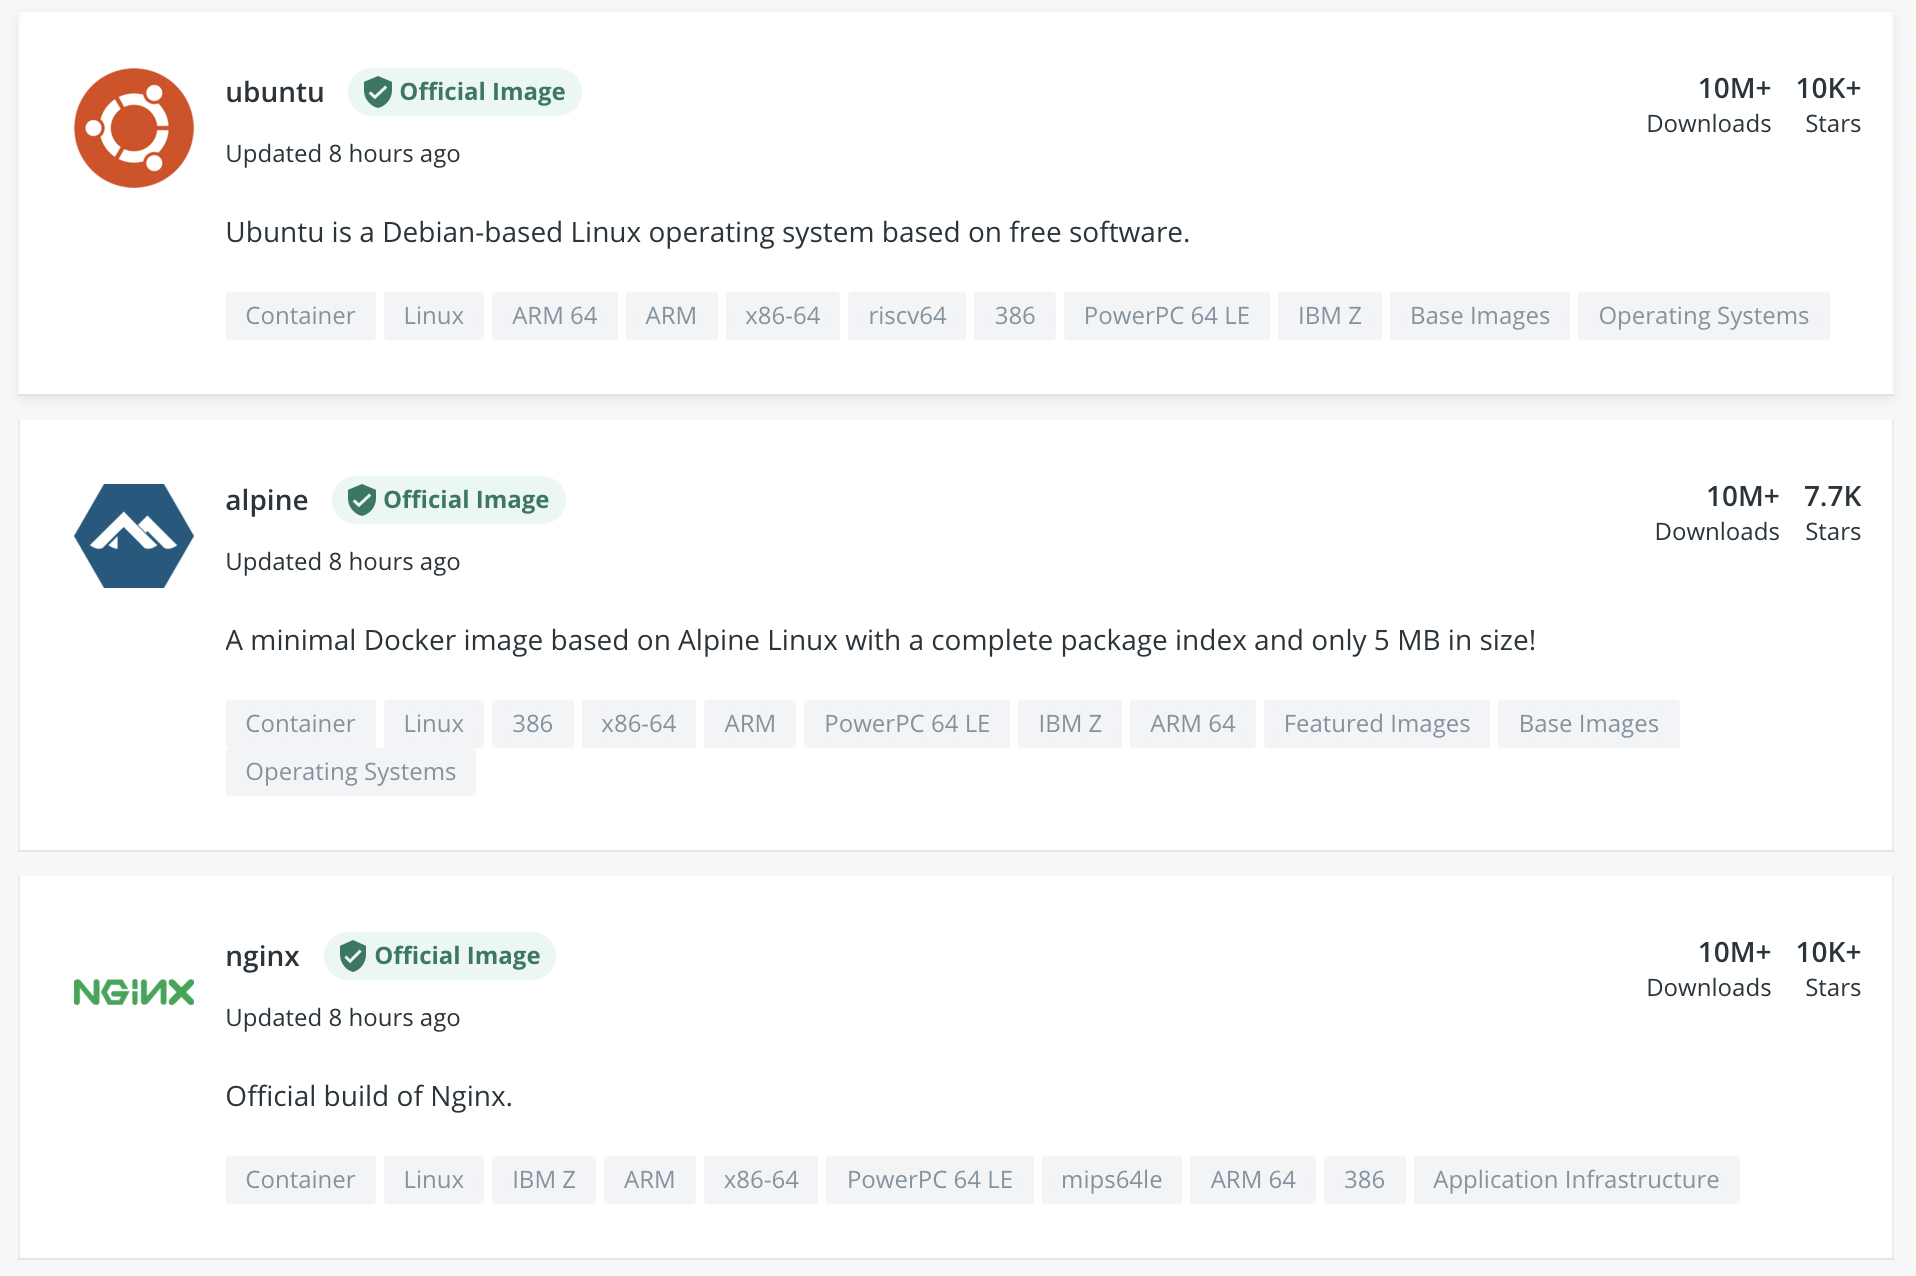 ubuntu Official Image 10M+ 10K+
Downloads Stars
Updated 8 hours ago
Ubuntu is a Debian-based Linux operating system based on free software.
Container Linux ARM 64 ARM x86-64 riscv64 386 PowerPC 64 LE IBM Z Base Images Operating Systems
alpine Official Image 10M+ 7.7K
Downloads Stars
Updated 8 hours ago
A minimal Docker image based on Alpine Linux with a complete package index and only 5 MB in size!
Container Linux 386 x86-64 ARM PowerPC 64 LE IBM Z ARM 64 Featured Images Base Images
Operating Systems
nginx Official Image 10M+ 10K+
NGINX Downloads Stars
Updated 8 hours ago
Official build of Nginx.
Container Linux IBM Z ARM x86-64 PowerPC 64 LE mips64le ARM 64 386 Application Infrastructure